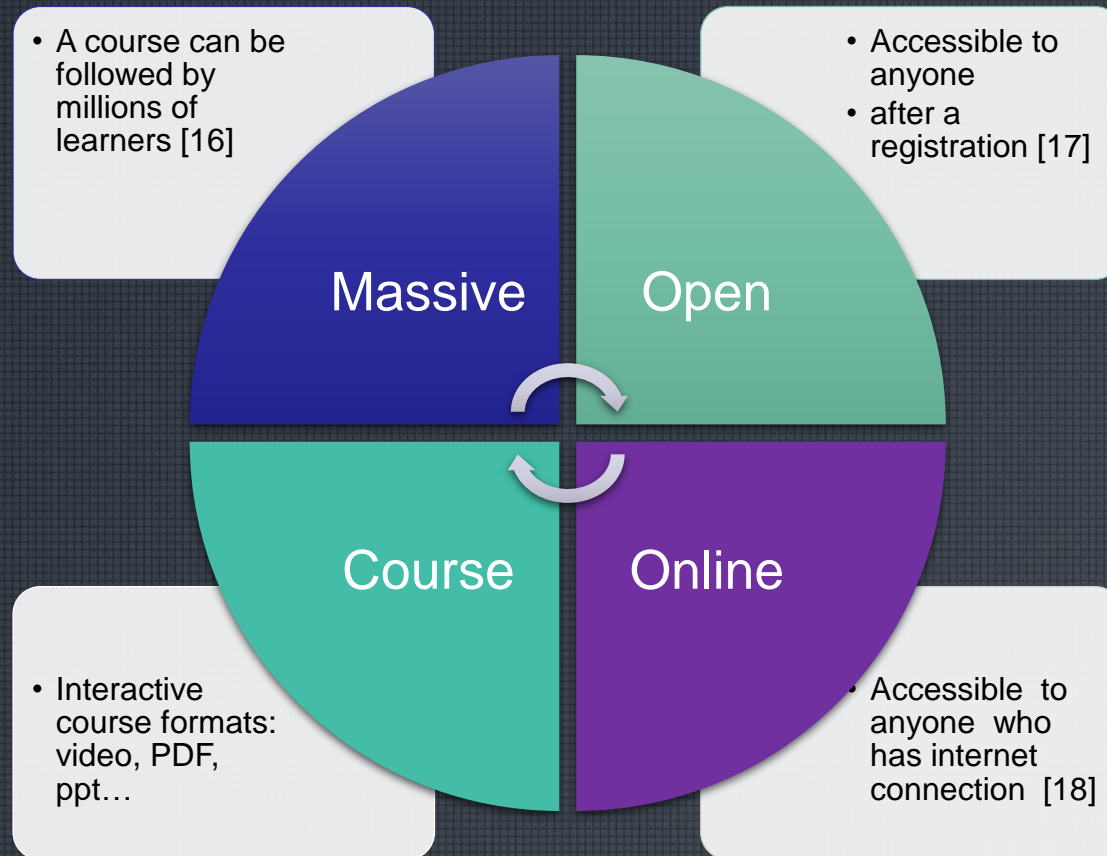 • A course can be
followed by
millions of
learners [16]
• Accessible to
anyone
• after a
registration [17]
Massive
Open
Course
Online
• Interactive
course formats:
video, PDF,
ppt…
• Accessible to
anyone who
has internet
connection [18]